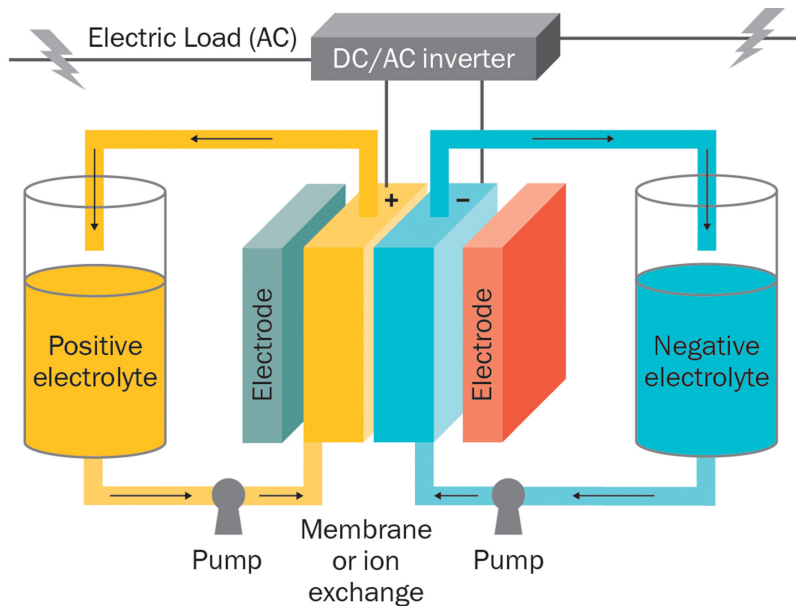 Electric Load (AC)
DC/AC inverter
+
−
Positive
electrolyte
Electrode
Electrode
Negative
electrolyte
Pump
Membrane
or ion
exchange
Pump